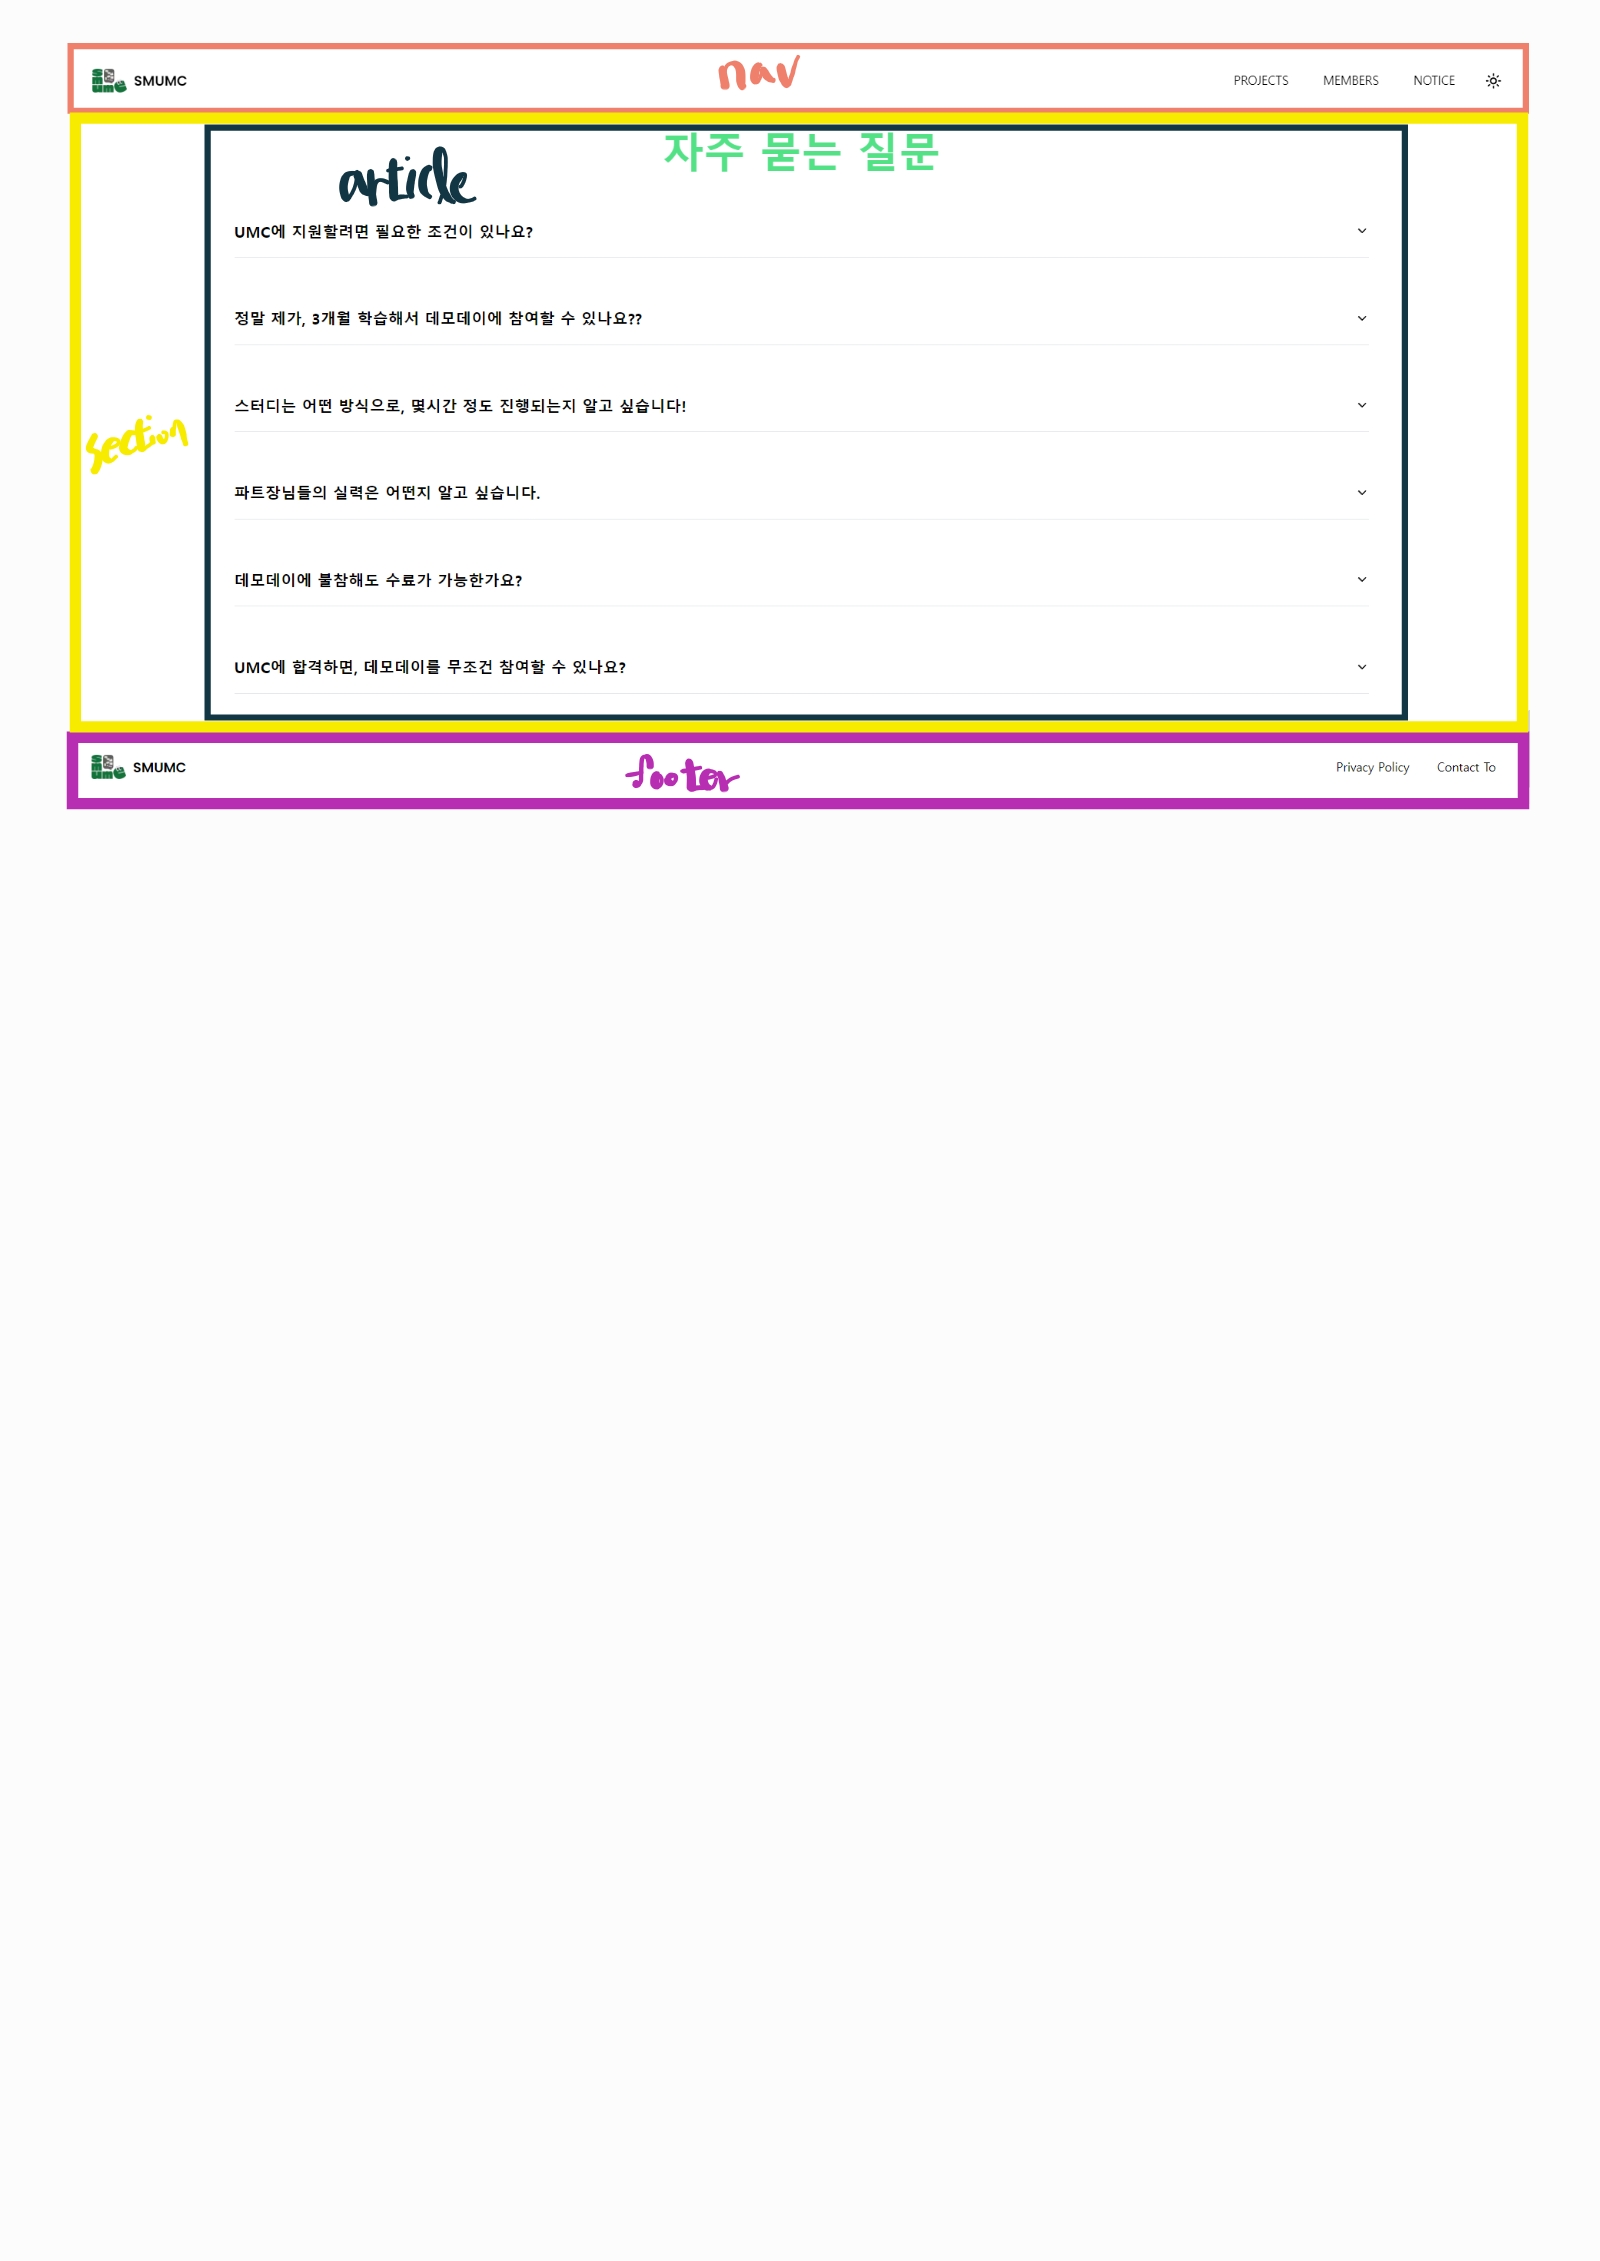 SMUMC
nav
PROJECTS MEMBERS NOTICE
자주 묻는 질문
article
UMC에 지원할려면 필요한 조건이 있나요?
정말 제가, 3개월 학습해서 데모데이에 참여할 수 있나요??
스터디는 어떤 방식으로, 몇시간 정도 진행되는지 알고 싶습니다!
section
파트장님들의 실력은 어떤지 알고 싶습니다.
데모데이에 불참해도 수료가 가능한가요?
UMC에 합격하면, 데모데이를 무조건 참여할 수 있나요?
SMUMC
footer
Privacy Policy Contact To